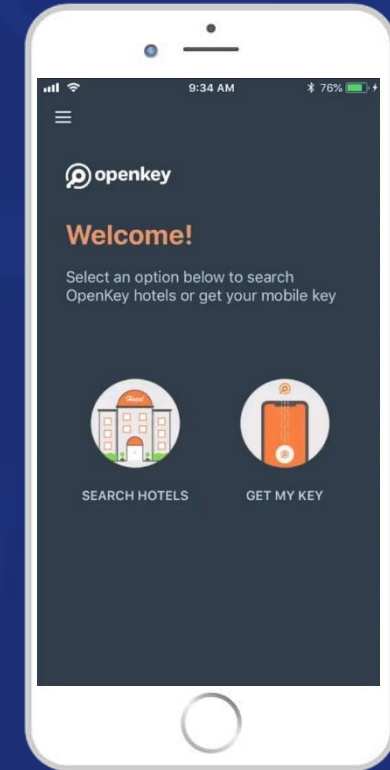 9:34 AM
76%
openkey
Welcome!
Select an option below to search
OpenKey hotels or get your mobile key
Hotel
SEARCH HOTELS
GET MY KEY